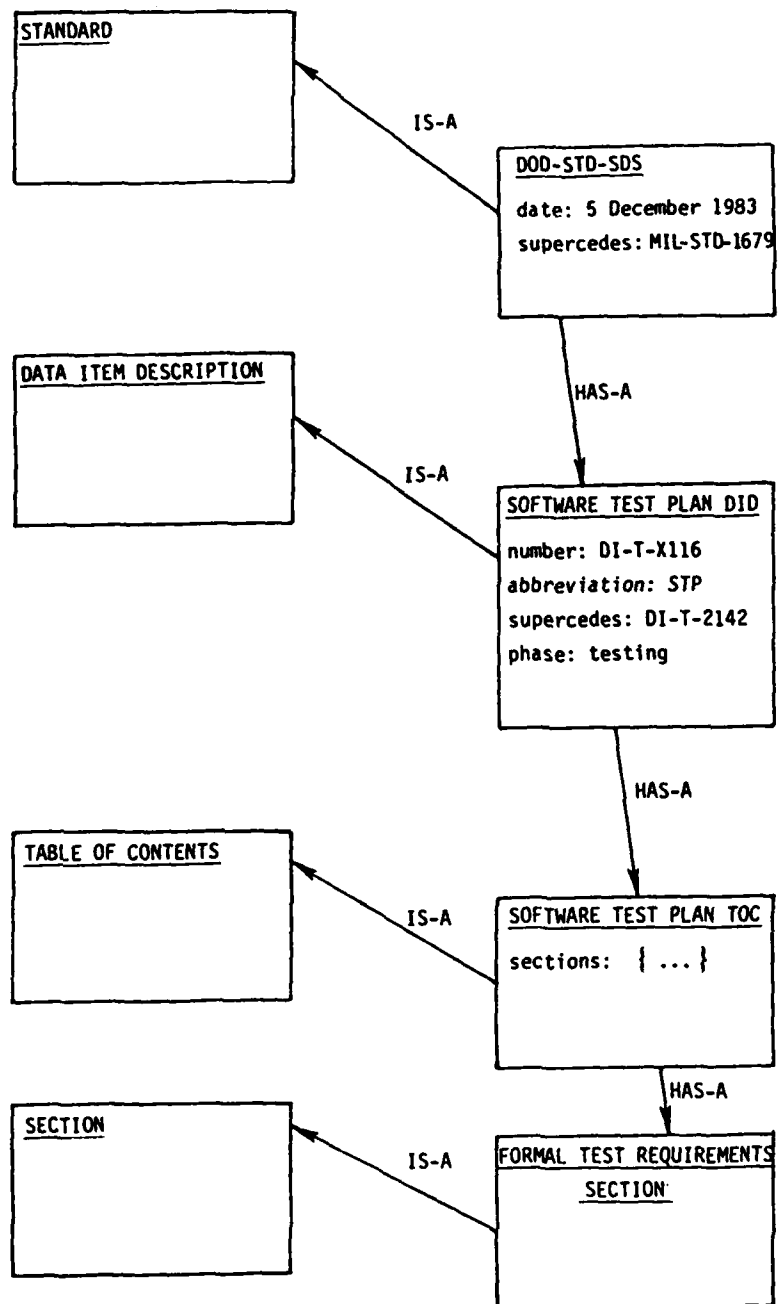 STANDARD
IS-A
DOD-STD-SDS
date: 5 December 1983
supercedes: MIL-STD-1679
HAS-A
DATA ITEM DESCRIPTION
IS-A
SOFTWARE TEST PLAN DID
number: DI-T-X116
abbreviation: STP
supercedes: DI-T-2142
phase: testing
HAS-A
TABLE OF CONTENTS
IS-A
SOFTWARE TEST PLAN TOC
sections: { ... }
HAS-A
SECTION
IS-A
FORMAL TEST REQUIREMENTS
SECTION